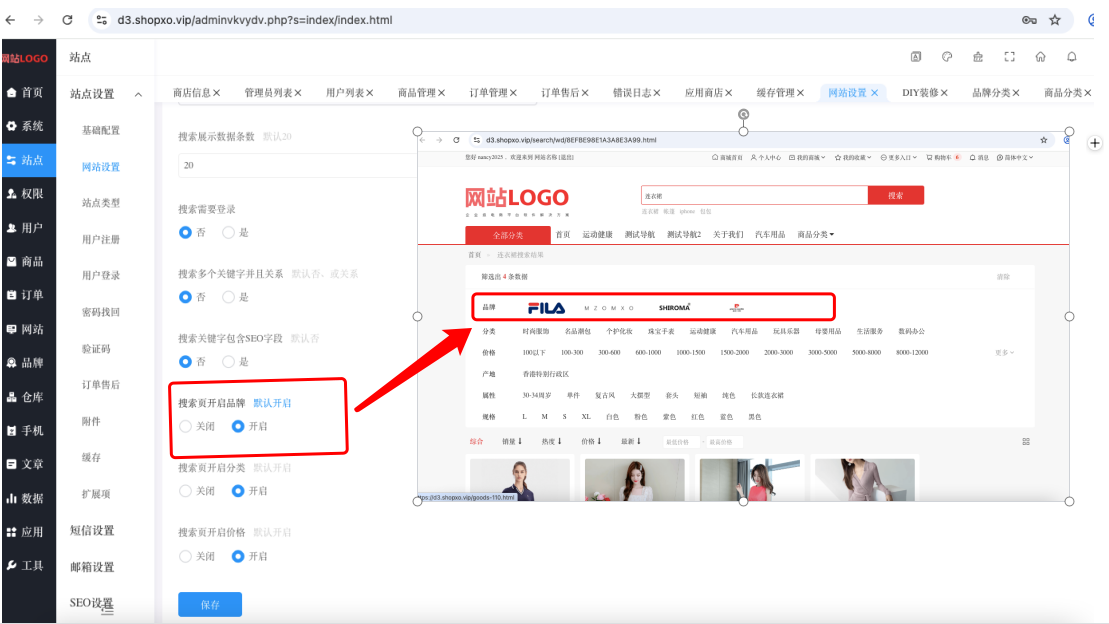 d3.shopxo.vip/adminvkvydv.php?s=index/index.html
网站LOGO
站点
首页
系统
站点
权限
用户
商品
订单
网站
品牌
仓库
手机
文章
数据
应用
工具
站点设置
基础配置
网站设置
站点类型
用户注册
用户登录
密码找回
验证码
订单售后
附件
缓存
扩展项
短信设置
邮箱设置
SEO设置
商店信息 管理员列表 用户列表 商品管理 订单管理 订单售后 错误日志 应用商店 缓存管理 网站设置 DIY装修 品牌分类 商品分类
搜索展示数据条数 默认20
20
搜索需要登录
否 是
搜索多个关键字并且关系 默认否,或关系
否 是
搜索关键字包含SEO字段 默认否
否 是
搜索页开启品牌 默认开启
关闭 开启
搜索页开启分类 默认开启
关闭 开启
搜索页开启价格 默认开启
关闭 开启
保存
d3.shopxo.vip/search/wd/8EFBE98E1A3A8E3A99.html
您好 nancy2025,欢迎来到 网站名称 [退出]
商城首页 个人中心 我的商城 我的收藏 更多入口 购物车 6 消息 简体中文
网站LOGO
连衣裙
搜索
连衣裙 帐篷 iphone 包包
全部分类 首页 运动健康 测试导航 测试导航2 关于我们 汽车用品 商品分类
首页 连衣裙搜索结果
筛选出 4 条数据 清除
品牌 FILA MZOMXO SHIROMA
分类 时尚服饰 名品潮包 个护化妆 珠宝手表 运动健康 汽车用品 玩具乐器 母婴用品 生活服务 数码办公
价格 100以下 100-300 300-600 600-1000 1000-1500 1500-2000 2000-3000 3000-5000 5000-8000 8000-12000 更多
产地 香港特别行政区
属性 30-34周岁 单件 复古风 大摆型 套头 短袖 纯色 长款连衣裙
规格 L M S XL 白色 粉色 紫色 红色 蓝色 黑色
综合 销量 热度 价格 最新 最低价格 - 最高价格
ttps://d3.shopxo.vip/goods-110.html